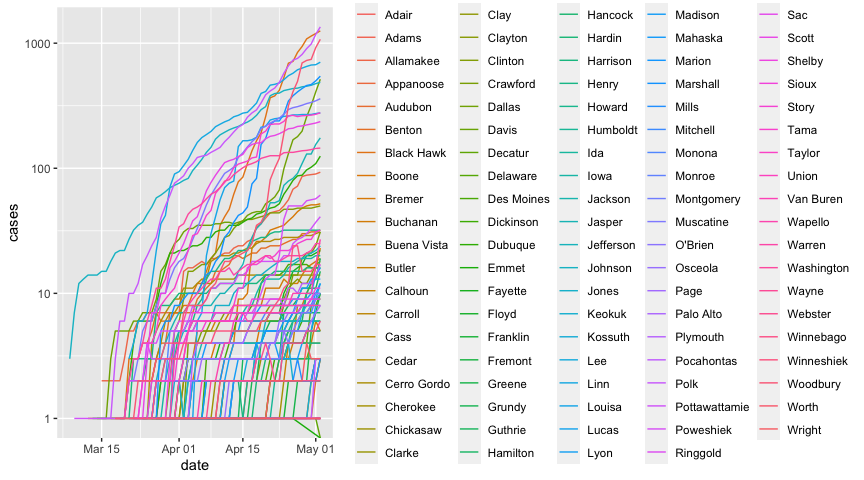 1000
100
10
1
cases
Mar 15
Apr 01
Apr 15
May 01
date
Adair
Adams
Allamakee
Appanoose
Audubon
Benton
Black Hawk
Boone
Bremer
Buchanan
Buena Vista
Butler
Calhoun
Carroll
Cass
Cedar
Cerro Gordo
Cherokee
Chickasaw
Clarke
Clay
Clayton
Clinton
Crawford
Dallas
Davis
Decatur
Delaware
Des Moines
Dickinson
Dubuque
Emmet
Fayette
Floyd
Franklin
Fremont
Greene
Grundy
Guthrie
Hamilton
Hancock
Hardin
Harrison
Henry
Howard
Humboldt
Ida
Iowa
Jackson
Jasper
Jefferson
Johnson
Jones
Keokuk
Kossuth
Lee
Linn
Louisa
Lucas
Lyon
Madison
Mahaska
Marion
Marshall
Mills
Mitchell
Monona
Monroe
Montgomery
Muscatine
O'Brien
Osceola
Page
Palo Alto
Plymouth
Pocahontas
Polk
Pottawattamie
Poweshiek
Ringgold
Sac
Scott
Shelby
Sioux
Story
Tama
Taylor
Union
Van Buren
Wapello
Warren
Washington
Wayne
Webster
Winnebago
Winneshiek
Woodbury
Worth
Wright